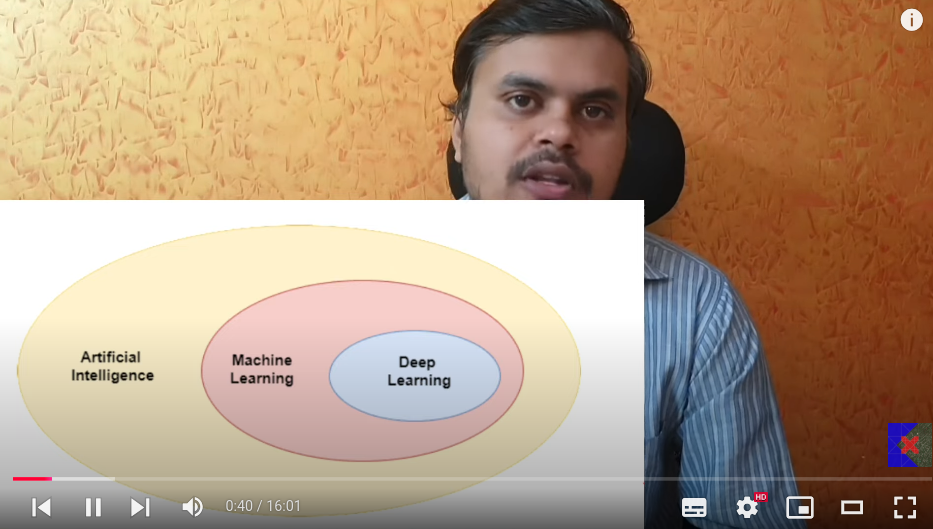 Artificial
Intelligence
Machine
Learning
Deep
Learning
0:40 / 16:01
HD